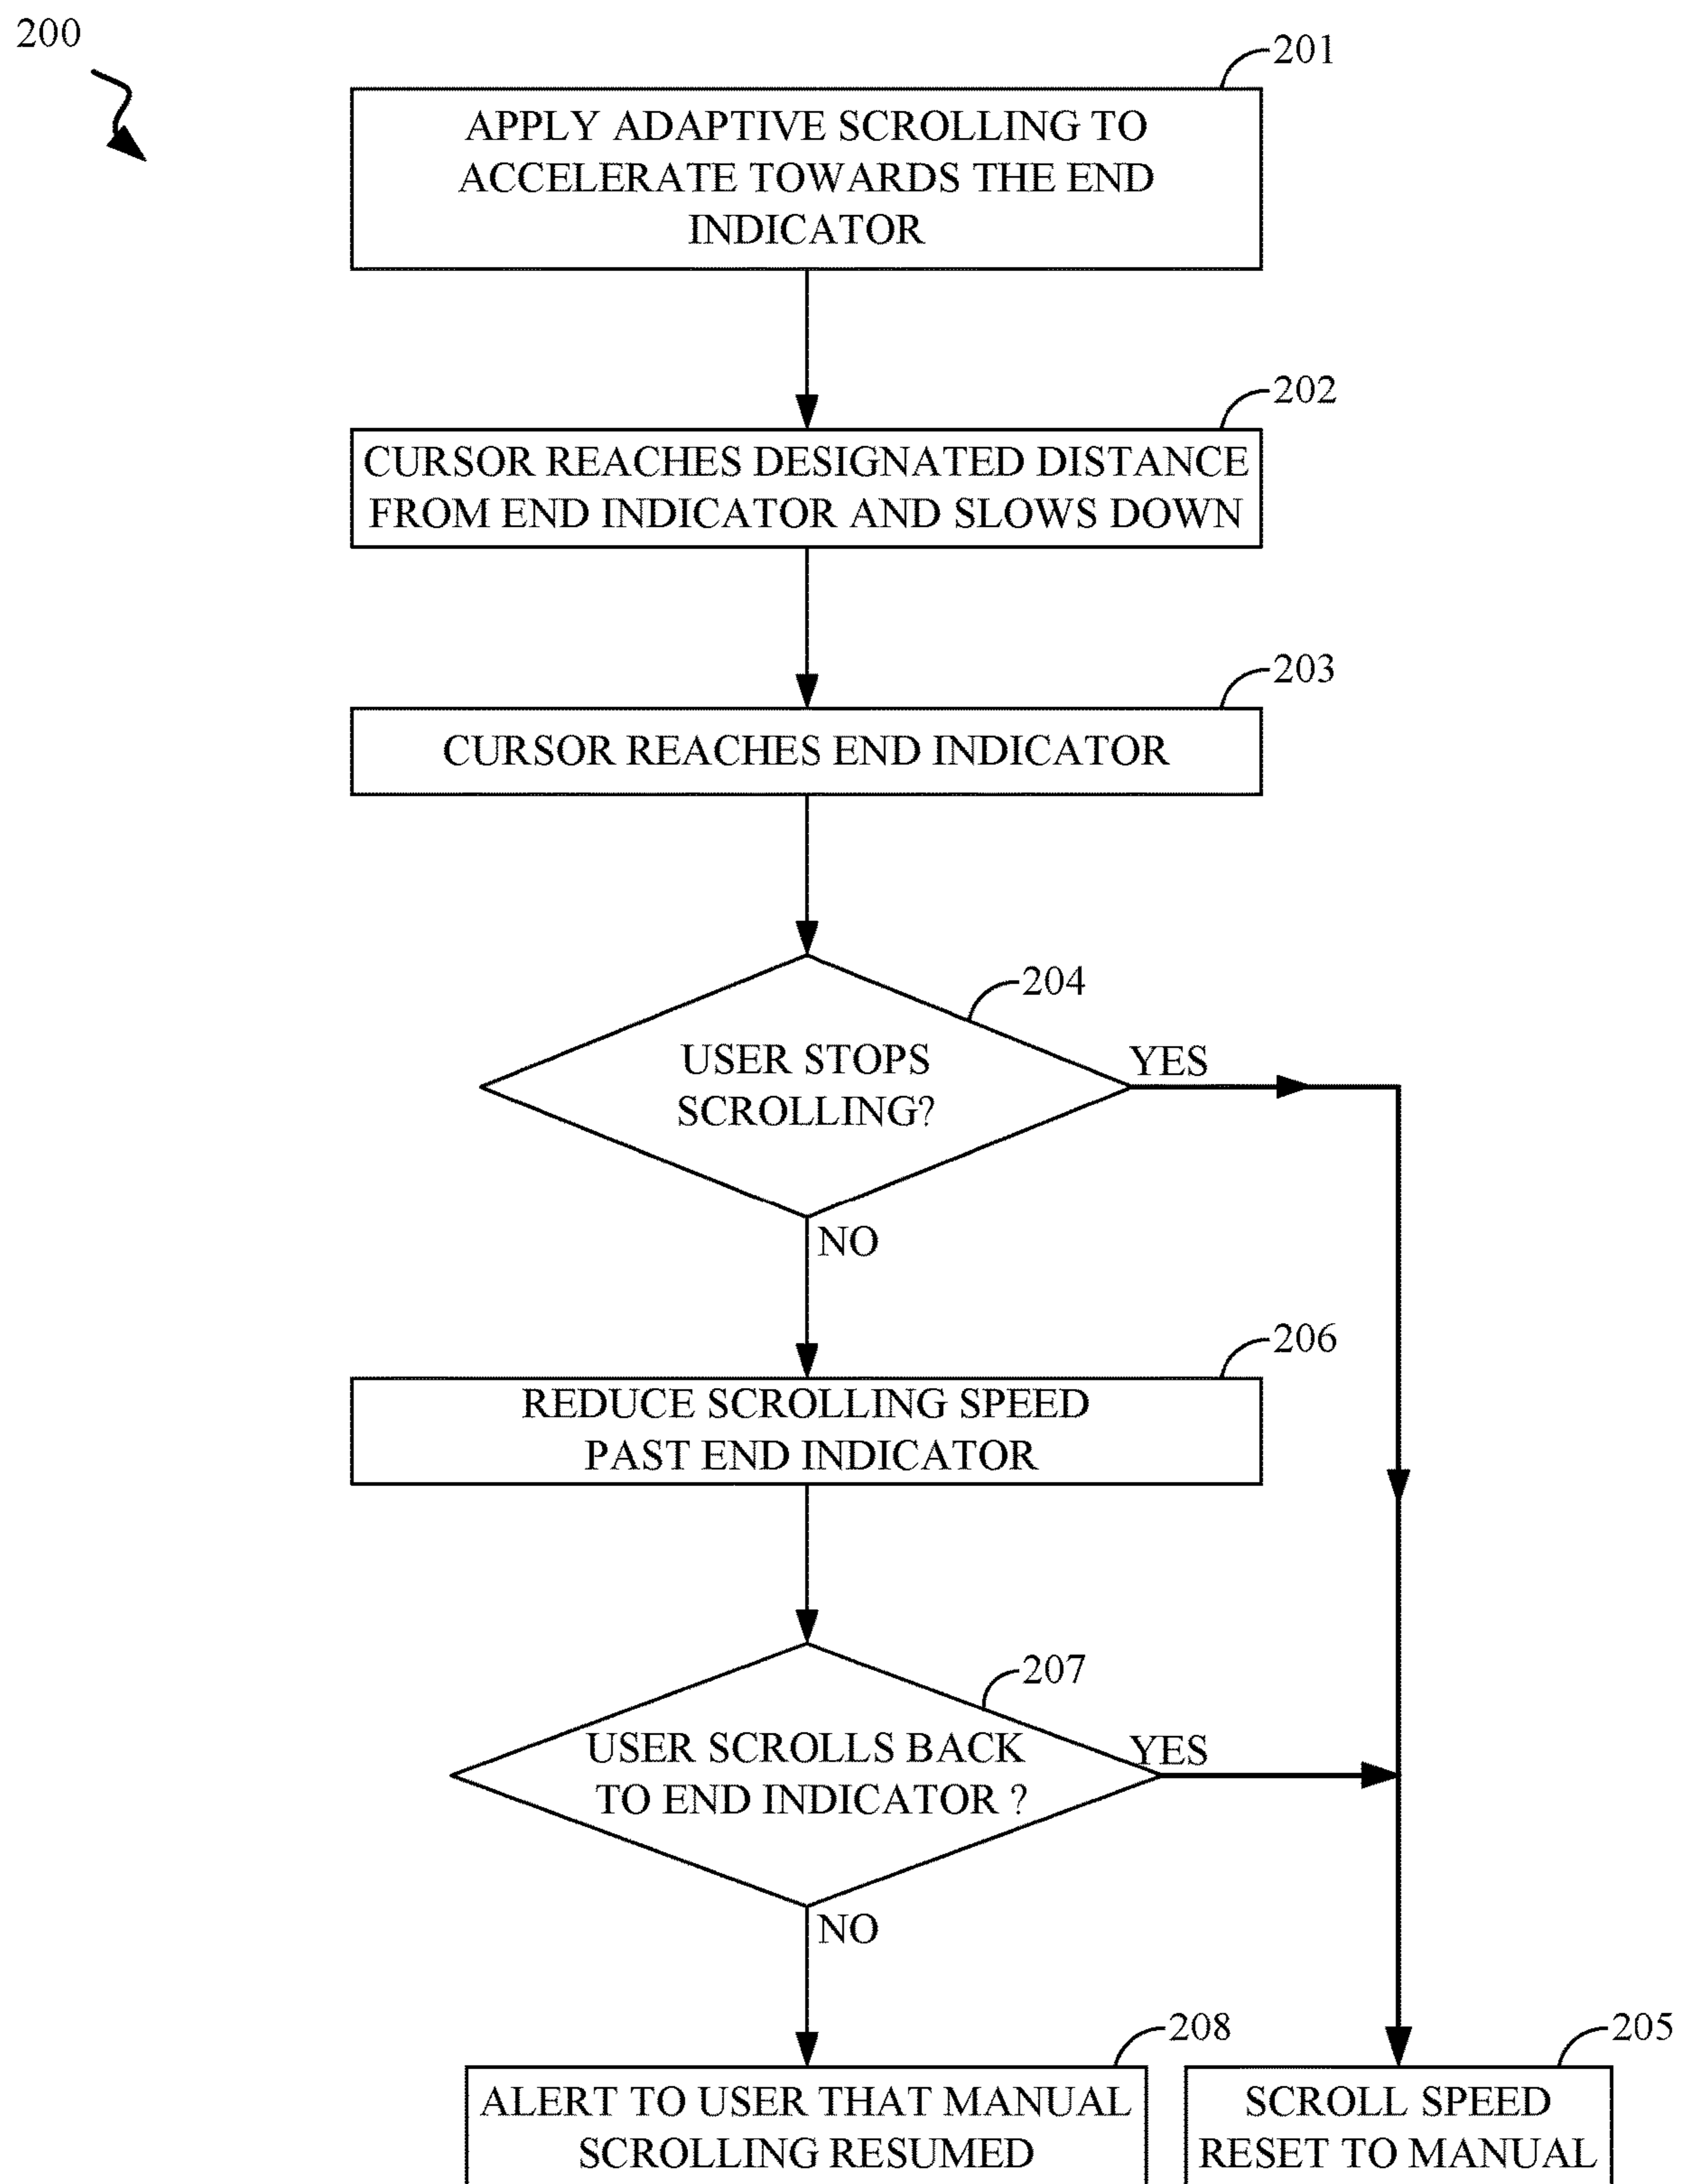 200
201
APPLY ADAPTIVE SCROLLING TO
ACCELERATE TOWARDS THE END
INDICATOR
202
CURSOR REACHES DESIGNATED DISTANCE
FROM END INDICATOR AND SLOWS DOWN
203
CURSOR REACHES END INDICATOR
204
USER STOPS
SCROLLING?
YES
NO
206
REDUCE SCROLLING SPEED
PAST END INDICATOR
207
USER SCROLLS BACK
TO END INDICATOR ?
YES
NO
208
ALERT TO USER THAT MANUAL
SCROLLING RESUMED
205
SCROLL SPEED
RESET TO MANUAL